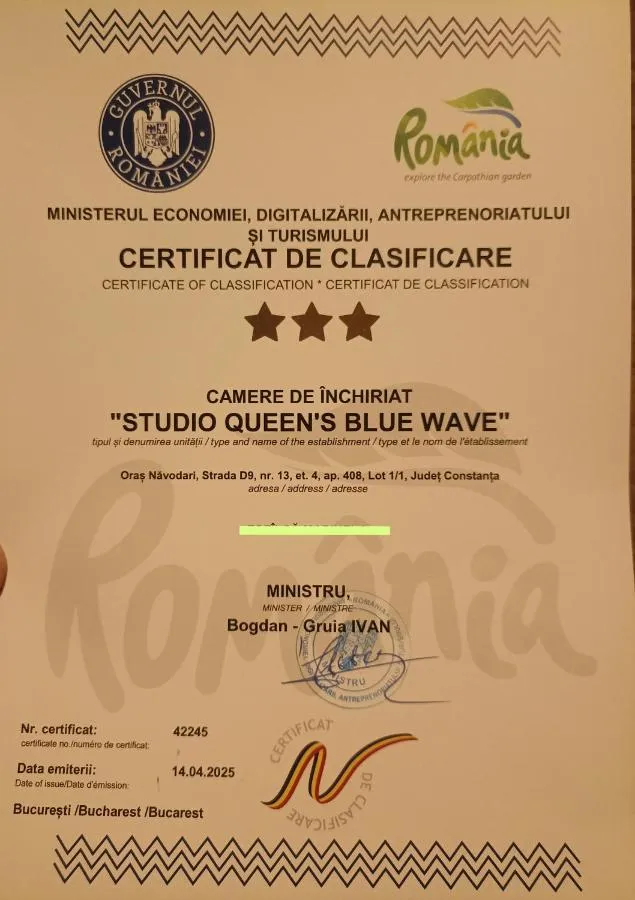 GUVERNUL ROMÂNIEI
România
explore the Carpathian garden
MINISTERUL ECONOMIEI, DIGITALIZĂRII, ANTREPRENORIATULUI
ȘI TURISMULUI
CERTIFICAT DE CLASIFICARE
CERTIFICATE OF CLASSIFICATION * CERTIFICAT DE CLASSIFICATION
CAMERE DE ÎNCHIRIAT
"STUDIO QUEEN'S BLUE WAVE"
tipul și denumirea unității / type and name of the establishment / type et le nom de l'établissement
Oraș Năvodari, Strada D9, nr. 13, et. 4, ap. 408, Lot 1/1, Județ Constanța
adresa / address / adresse
România
MINISTRU,
MINISTER / MINISTRE
Bogdan - Gruia IVAN
Nr. certificat: 42245
certificate no./numéro de certificat:
Data emiterii: 14.04.2025
Date of issue/Date d'émission:
București /Bucharest /Bucarest
CERTIFICAT DE CLASIFICARE